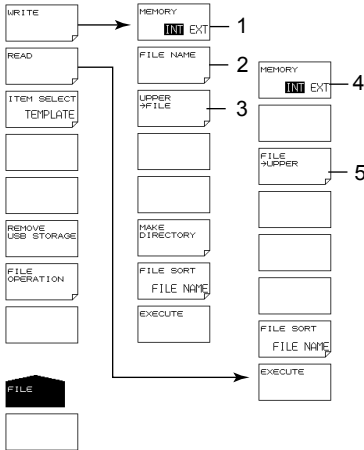 WRITE
READ
ITEM SELECT
TEMPLATE
REMOVE
USB STORAGE
FILE
OPERATION
FILE
MEMORY
INT EXT
1
FILE NAME
2
UPPER
→FILE
3
MAKE
DIRECTORY
FILE SORT
FILE NAME
EXECUTE
MEMORY
INT EXT
4
FILE
→UPPER
5
FILE SORT
FILE NAME
EXECUTE